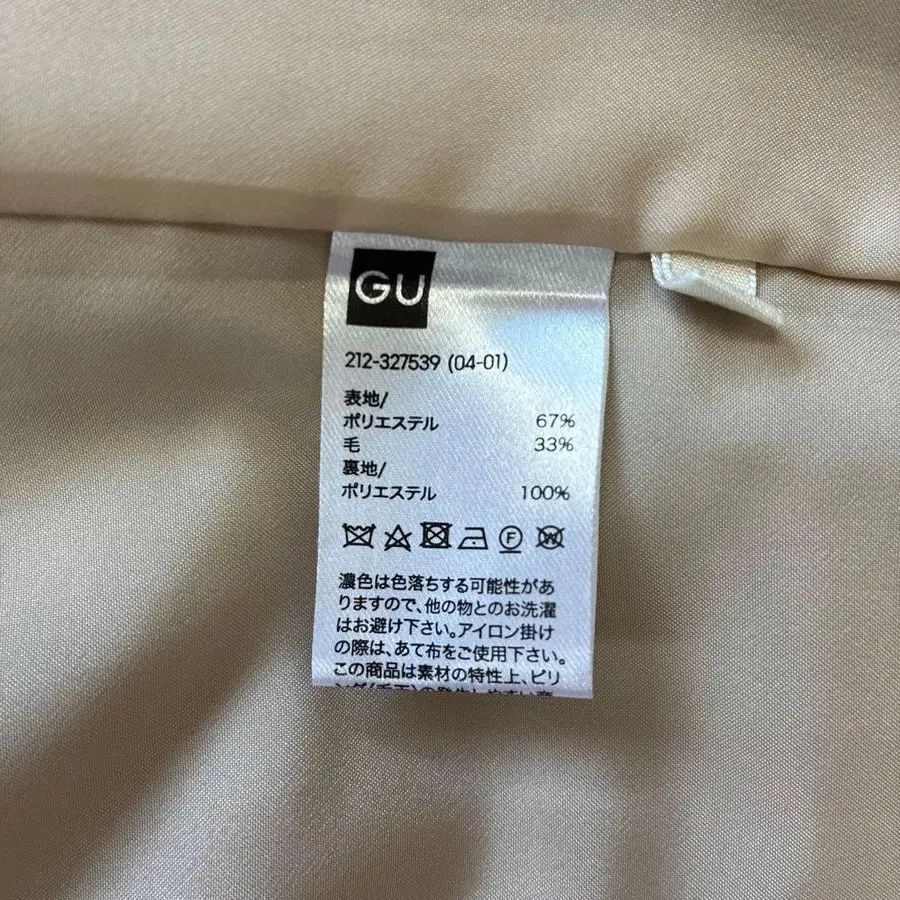 GU
212-327539 (04-01)
表地/
ポリエステル 67%
毛 33%
裏地/
ポリエステル 100%
F W
濃色は色落ちする可能性があ
りますので、他の物とのお洗濯
はお避け下さい。アイロン掛け
の際は、あて布をご使用下さい。
この商品は素材の特性上、ピリ